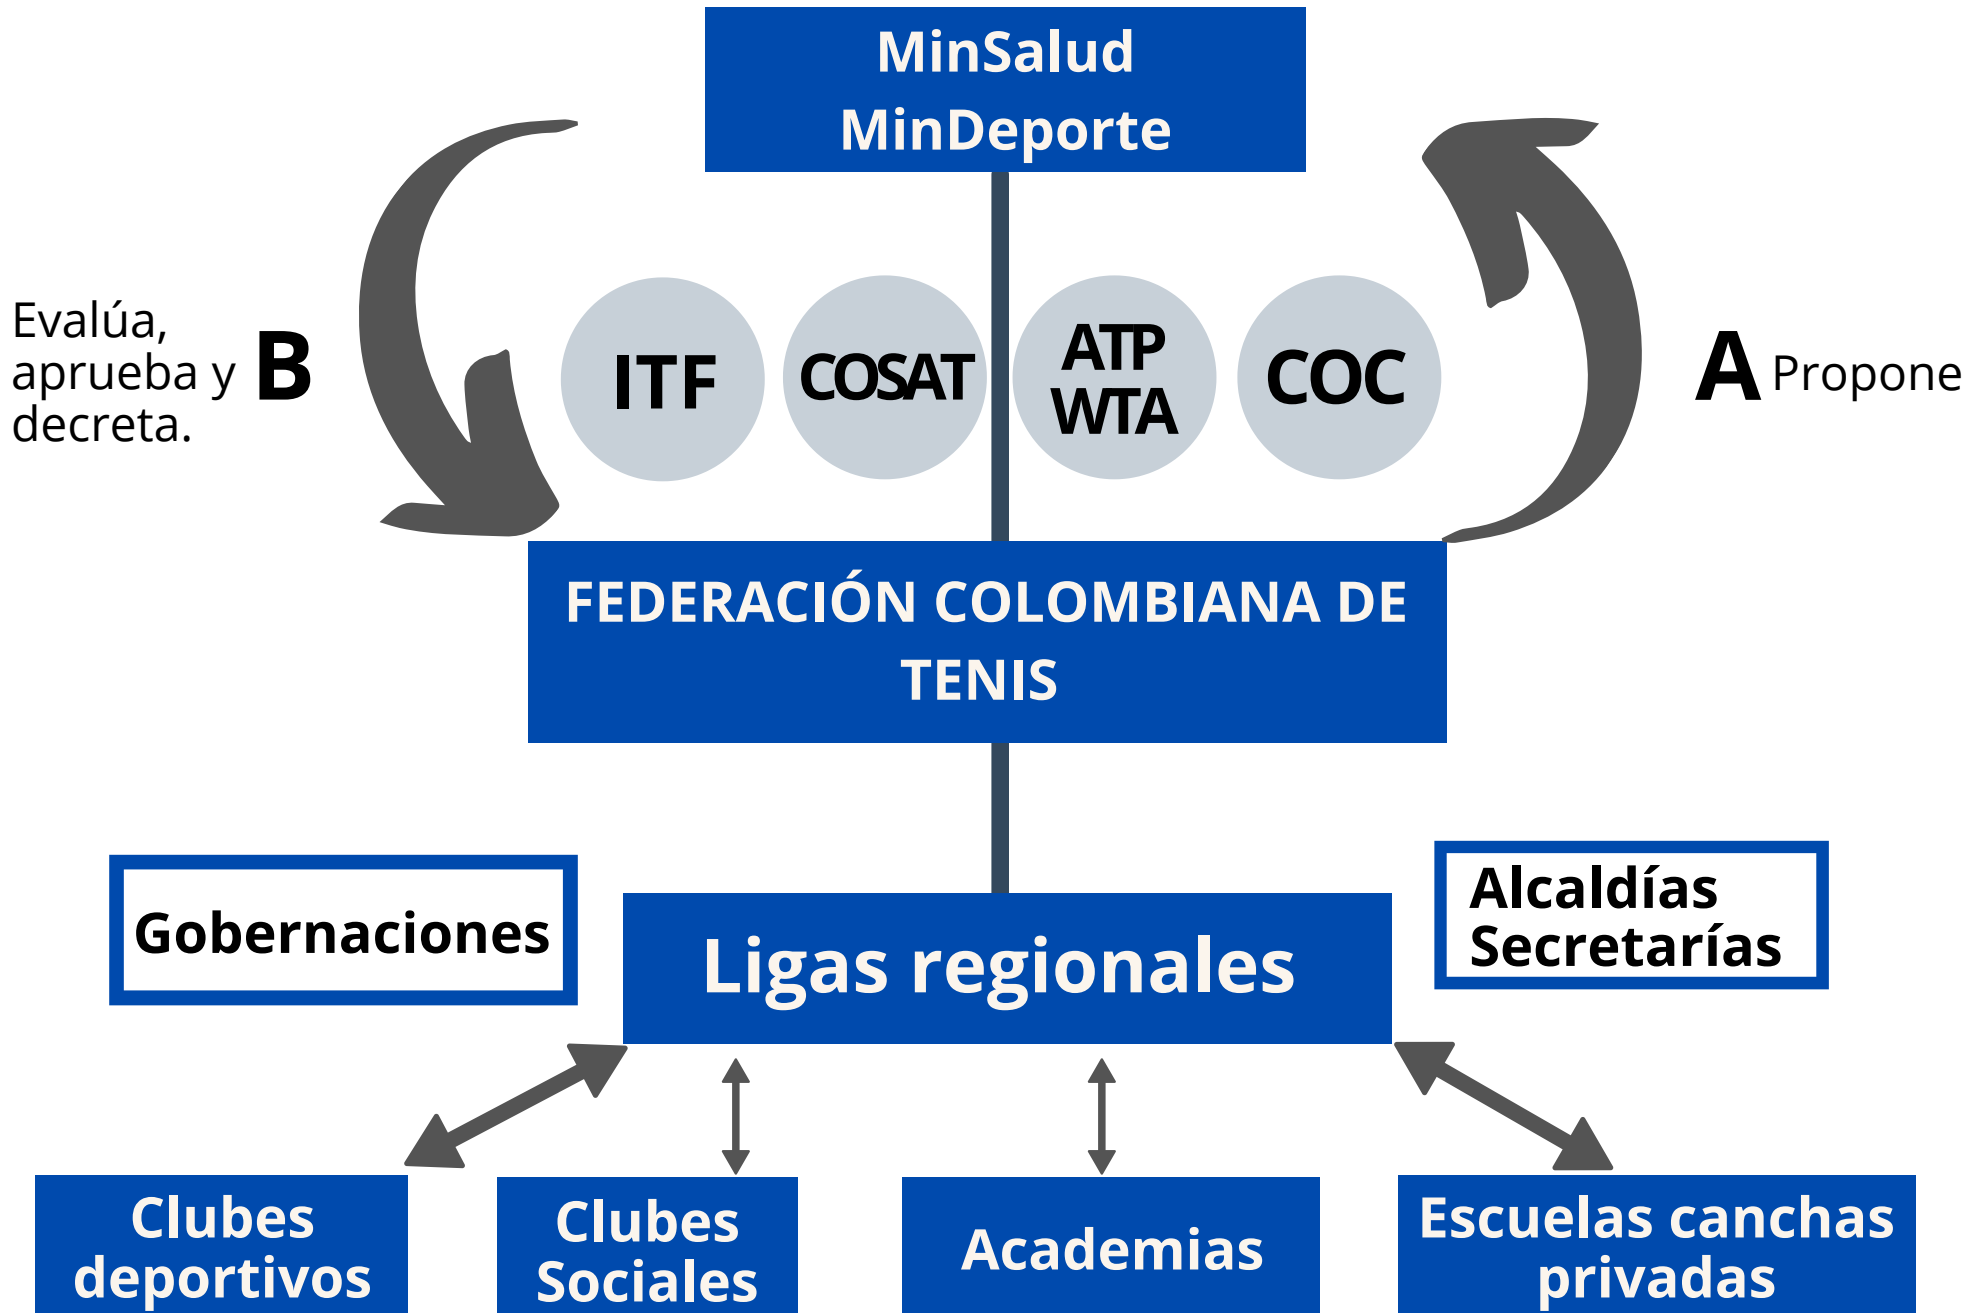 MinSalud
MinDeporte
Evalúa,
aprueba y
decreta.
B
ITF
COSAT
ATP
WTA
COC
A
Propone
FEDERACIÓN COLOMBIANA DE
TENIS
Gobernaciones
Ligas regionales
Alcaldías
Secretarías
Clubes
deportivos
Clubes
Sociales
Academias
Escuelas canchas
privadas